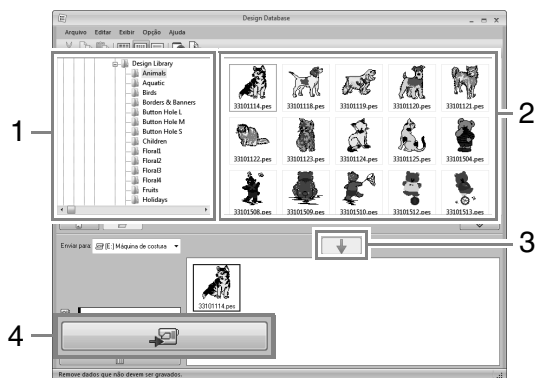 Design Database
Arquivo Editar Exibir Opção Ajuda
Design Library
Animals
Aquatic
Birds
Borders & Banners
Button Hole L
Button Hole M
Button Hole S
Children
Floral1
Floral2
Floral3
Floral4
Fruits
Holidays
33101114.pes 33101118.pes 33101119.pes 33101120.pes 33101121.pes
33101122.pes 33101123.pes 33101124.pes 33101125.pes 33101504.pes
33101508.pes 33101509.pes 33101510.pes 33101512.pes 33101513.pes
1
2
3
Enviar para: [E:] Máquina de costura
33101114.pes
4
Remove dados que não devem ser gravados.